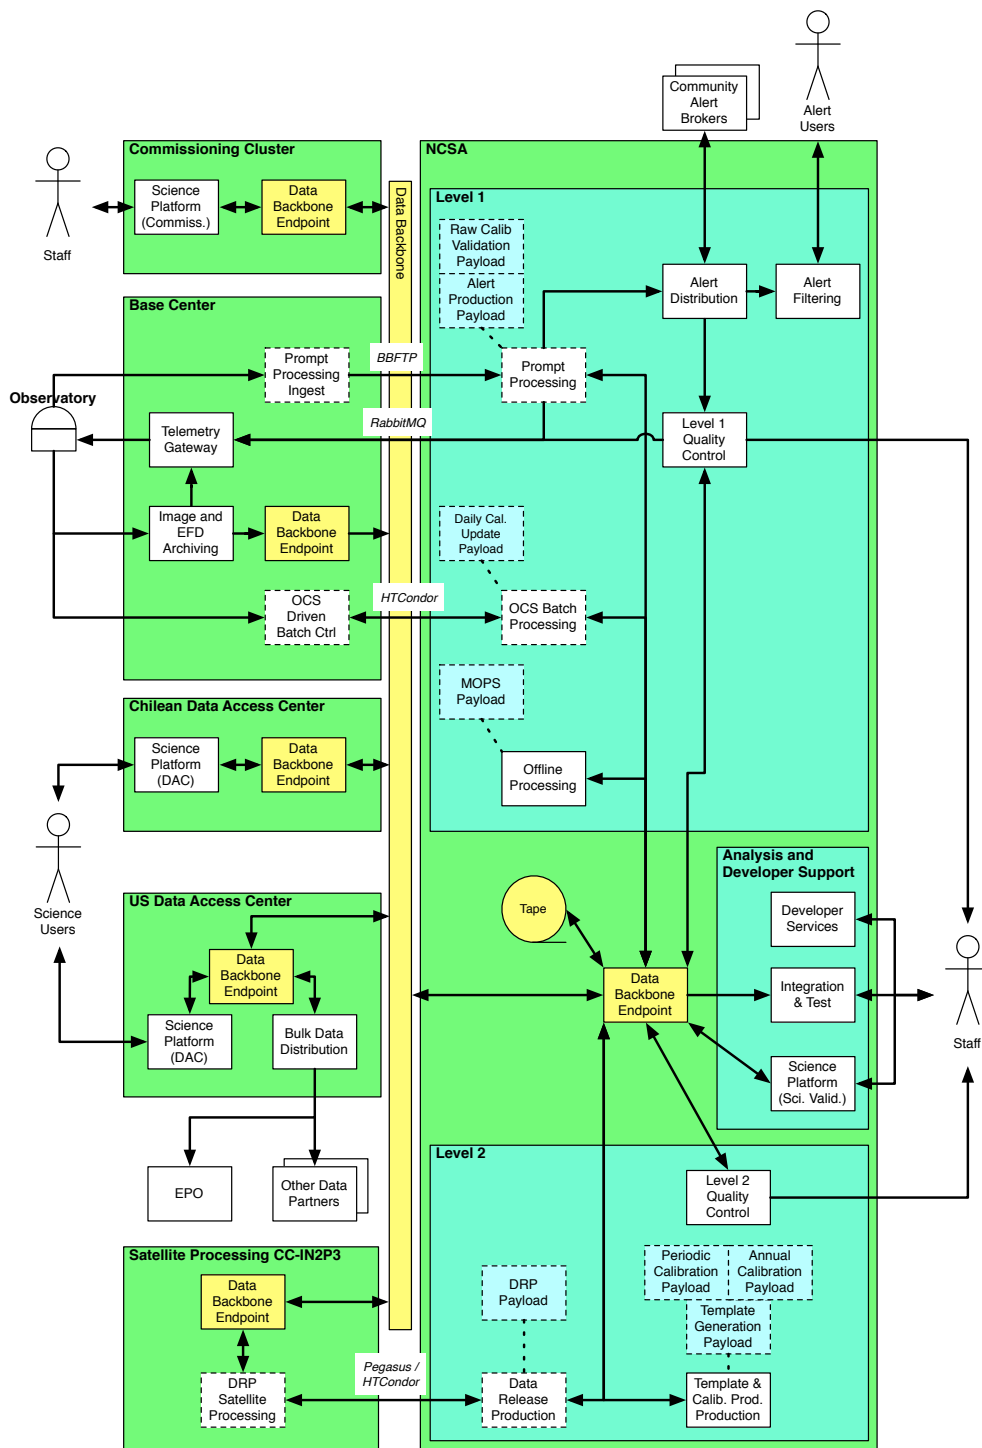 Community
Alert
Brokers
Alert
Users
Commissioning Cluster
Science
Platform
(Commiss.)
Data
Backbone
Endpoint
Staff
Data Backbone
NCSA
Level 1
Raw Calib
Validation
Payload
Alert
Production
Payload
Alert
Distribution
Alert
Filtering
Base Center
Prompt
Processing
Ingest
BBFTP
Prompt
Processing
Observatory
Telemetry
Gateway
RabbitMQ
Level 1
Quality
Control
Image and
EFD
Archiving
Data
Backbone
Endpoint
Daily Cal.
Update
Payload
OCS
Driven
Batch Ctrl
HTCondor
OCS Batch
Processing
MOPS
Payload
Chilean Data Access Center
Science
Platform
(DAC)
Data
Backbone
Endpoint
Offline
Processing
Science
Users
Analysis and
Developer Support
Developer
Services
Integration
& Test
Science
Platform
(Sci. Valid.)
Staff
Tape
Data
Backbone
Endpoint
US Data Access Center
Data
Backbone
Endpoint
Science
Platform
(DAC)
Bulk Data
Distribution
EPO
Other Data
Partners
Level 2
Level 2
Quality
Control
Satellite Processing CC-IN2P3
Data
Backbone
Endpoint
DRP
Satellite
Processing
Pegasus /
HTCondor
DRP
Payload
Data
Release
Production
Periodic
Calibration
Payload
Annual
Calibration
Payload
Template
Generation
Payload
Template &
Calib. Prod.
Production